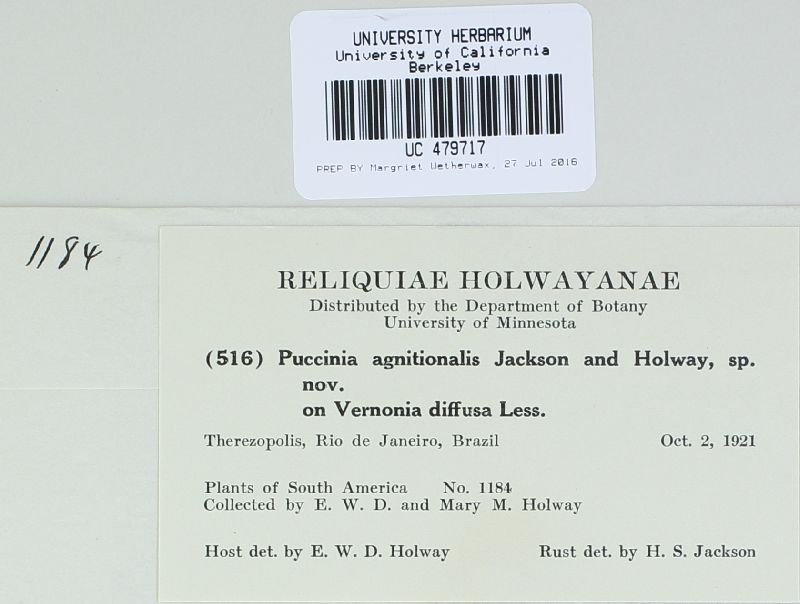 UNIVERSITY HERBARIUM
University of California
Berkeley
UC 479717
PREP BY Margriet Wetherwax, 27 Jul 2016
1184
RELIQUIAE HOLWAYANAE
Distributed by the Department of Botany
University of Minnesota
(516) Puccinia agnitionalis Jackson and Holway, sp.
nov.
on Vernonia diffusa Less.
Therezopolis, Rio de Janeiro, Brazil Oct. 2, 1921
Plants of South America No. 1184
Collected by E. W. D. and Mary M. Holway
Host det. by E. W. D. Holway Rust det. by H. S. Jackson